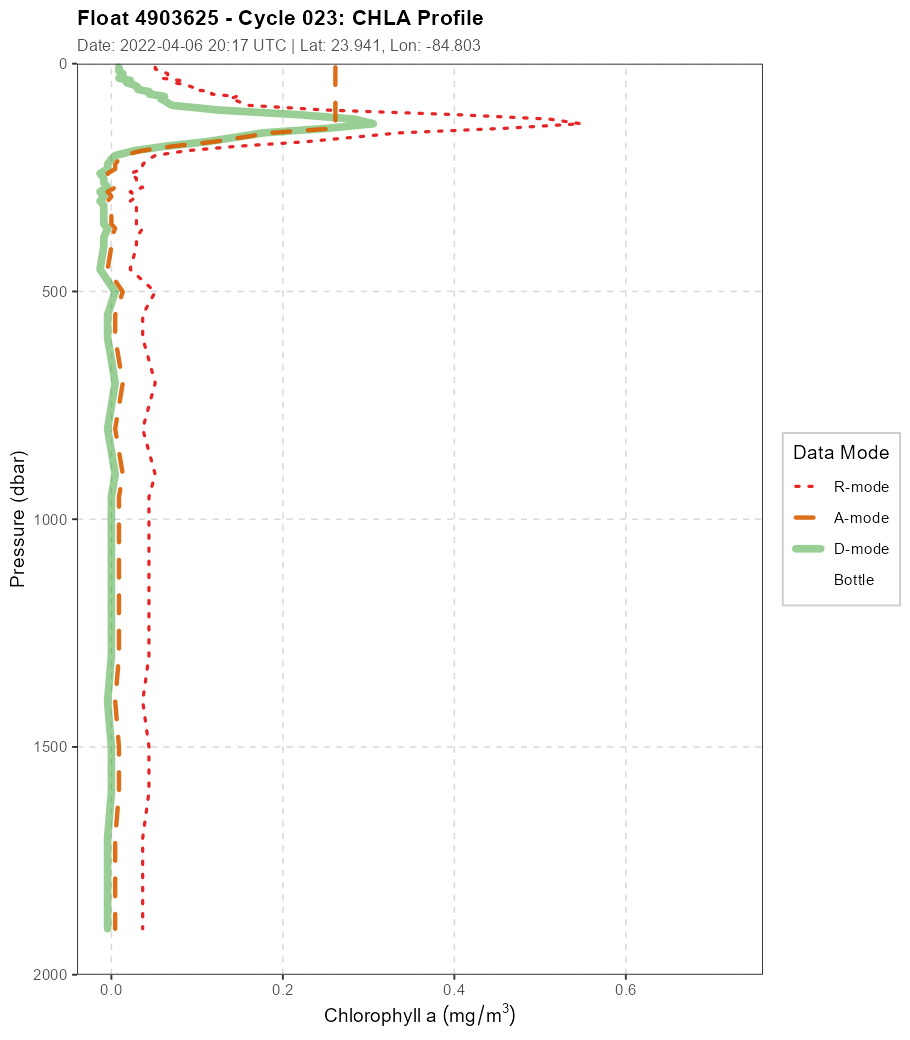 Float 4903625 - Cycle 023: CHLA Profile
Date: 2022-04-06 20:17 UTC | Lat: 23.941, Lon: -84.803
0
500
1000
1500
2000
Pressure (dbar)
0.0 0.2 0.4 0.6
Chlorophyll a (mg/m³)
Data Mode
R-mode
A-mode
D-mode
Bottle